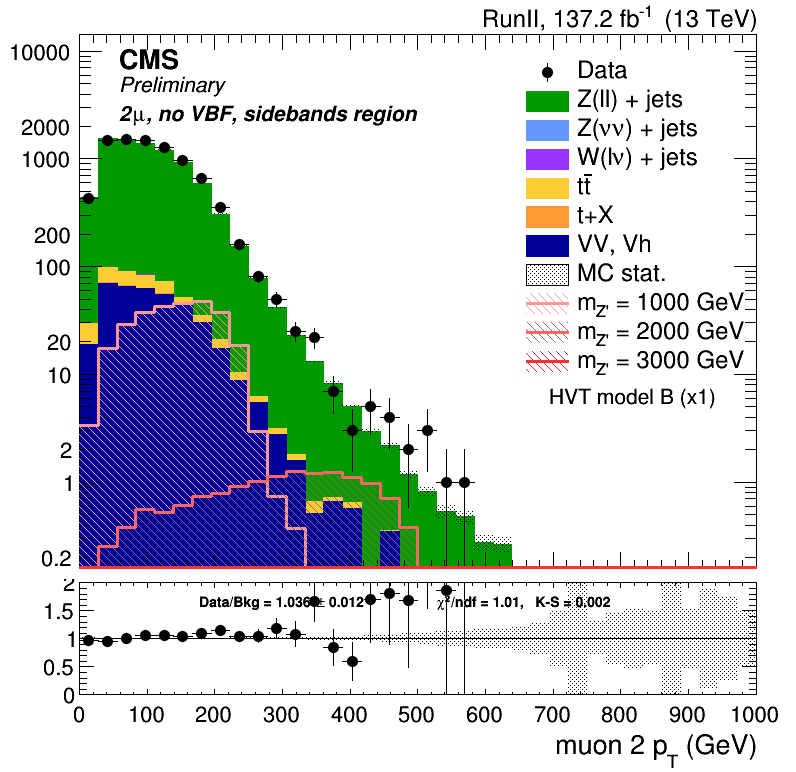 RunII, 137.2 fb⁻¹ (13 TeV)
CMS
Preliminary
2μ, no VBF, sidebands region
Data
Z(ll) + jets
Z(νν) + jets
W(lν) + jets
tt̄
t+X
VV, Vh
MC stat.
m_Z' = 1000 GeV
m_Z' = 2000 GeV
m_Z' = 3000 GeV
HVT model B (x1)
10000
2000
1000
200
100
20
10
2
1
0.2
Data/Bkg = 1.036 ± 0.012 χ²/ndf = 1.01, K-S = 0.002
2
1.5
1
0.5
0
0 100 200 300 400 500 600 700 800 900 1000
muon 2 p_T (GeV)